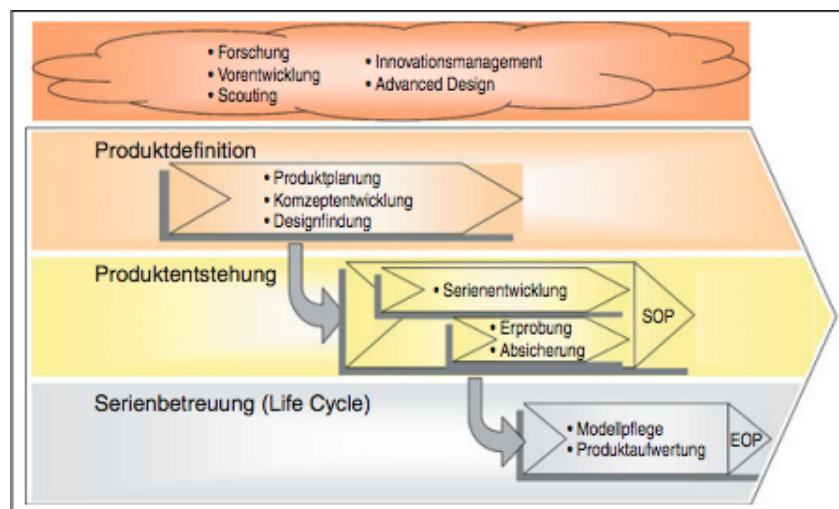 • Forschung
• Vorentwicklung
• Scouting
• Innovationsmanagement
• Advanced Design
Produktdefinition
• Produktplanung
• Komzeptentwicklung
• Designfindung
Produktentstehung
• Serienentwicklung
• Erprobung
• Absicherung
SOP
Serienbetreuung (Life Cycle)
• Modellpflege
• Produktaufwertung
EOP